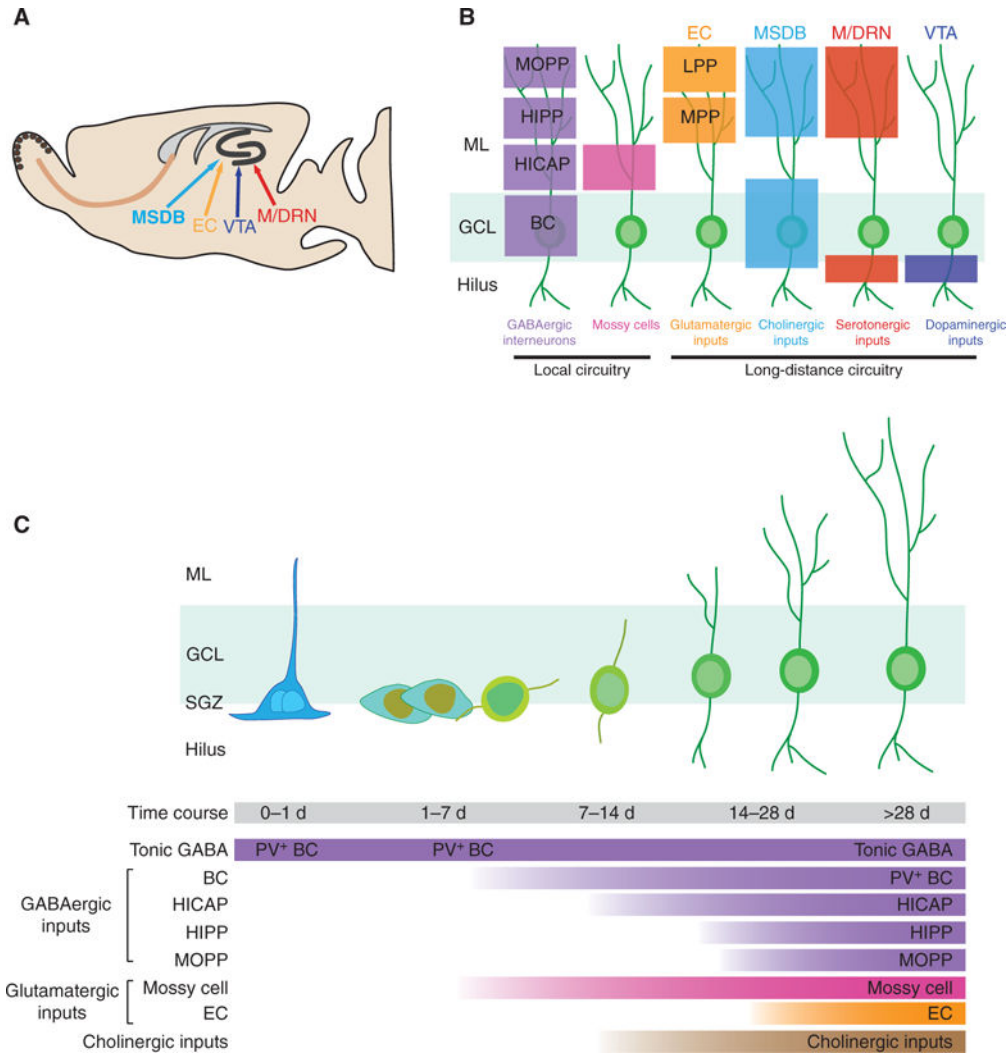 A
MSDB
EC
VTA
M/DRN
B
EC
MSDB
M/DRN
VTA
MOPP
LPP
HIPP
MPP
ML
HICAP
GCL
BC
Hilus
GABAergic
interneurons
Mossy cells
Glutamatergic
inputs
Cholinergic
inputs
Serotonergic
inputs
Dopaminergic
inputs
Local circuitry
Long-distance circuitry
C
ML
GCL
SGZ
Hilus
Time course
0–1 d
1–7 d
7–14 d
14–28 d
>28 d
Tonic GABA
PV⁺ BC
PV⁺ BC
Tonic GABA
GABAergic
inputs
BC
PV⁺ BC
HICAP
HICAP
HIPP
HIPP
MOPP
MOPP
Glutamatergic
inputs
Mossy cell
Mossy cell
EC
EC
Cholinergic inputs
Cholinergic inputs